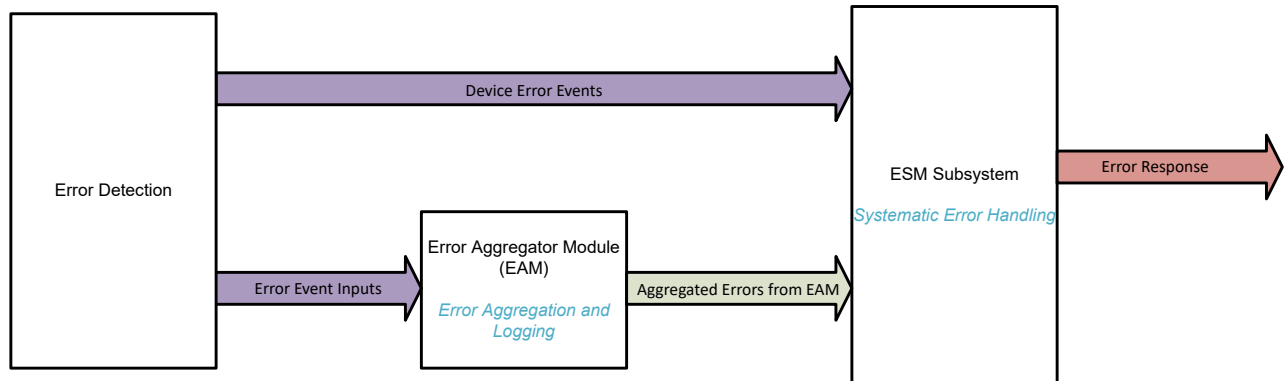 Device Error Events
Error Detection
ESM Subsystem
Systematic Error Handling
Error Response
Error Aggregator Module
(EAM)
Error Aggregation and
Logging
Error Event Inputs
Aggregated Errors from EAM